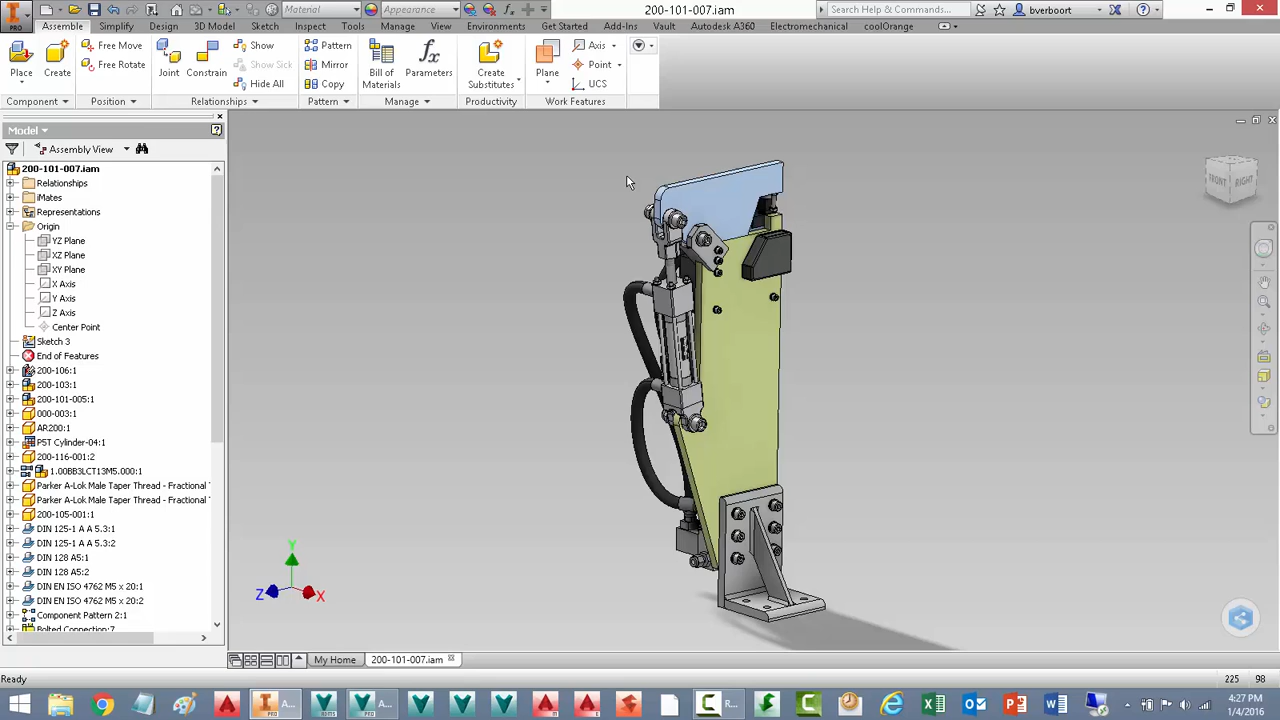 Material
Appearance
200-101-007.iam
Search Help & Commands...
bverboort
PRO
Assemble
Simplify
Design
3D Model
Sketch
Inspect
Tools
View
Environments
Get Started
Add-Ins
Vault
Autodesk A360
Electromechanical
coolOrange
Place
Create
Free Move
Free Rotate
Joint
Constrain
Show
Show Sick
Hide All
Pattern
Mirror
Copy
Bill of Materials
Parameters
Create Substitutes
Plane
Axis
Point
UCS
Component
Position
Relationships
Pattern
Manage
Productivity
Work Features
Model
Assembly View
200-101-007.iam
Relationships
iMates
Representations
Origin
YZ Plane
XZ Plane
XY Plane
X Axis
Y Axis
Z Axis
Center Point
Sketch 3
End of Features
200-106:1
200-103:1
200-101-005:1
000-003:1
AR200:1
P5T Cylinder-04:1
200-116-001:2
1.00BB3LCT13M5.000:1
Parker A-Lok Male Taper Thread - Fractional
Parker A-Lok Male Taper Thread - Fractional
200-105-001:1
DIN 125-1 A A 5.3:1
DIN 125-1 A A 5.3:2
DIN 128 A5:1
DIN 128 A5:2
DIN EN ISO 4762 M5 x 20:1
DIN EN ISO 4762 M5 x 20:2
Component Pattern 2:1
Bolted Connection:7
FRONT
RIGHT
Y
Z
X
My Home
200-101-007.iam
Ready
225
98
A...
A...
R...
4:27 PM
1/4/2016